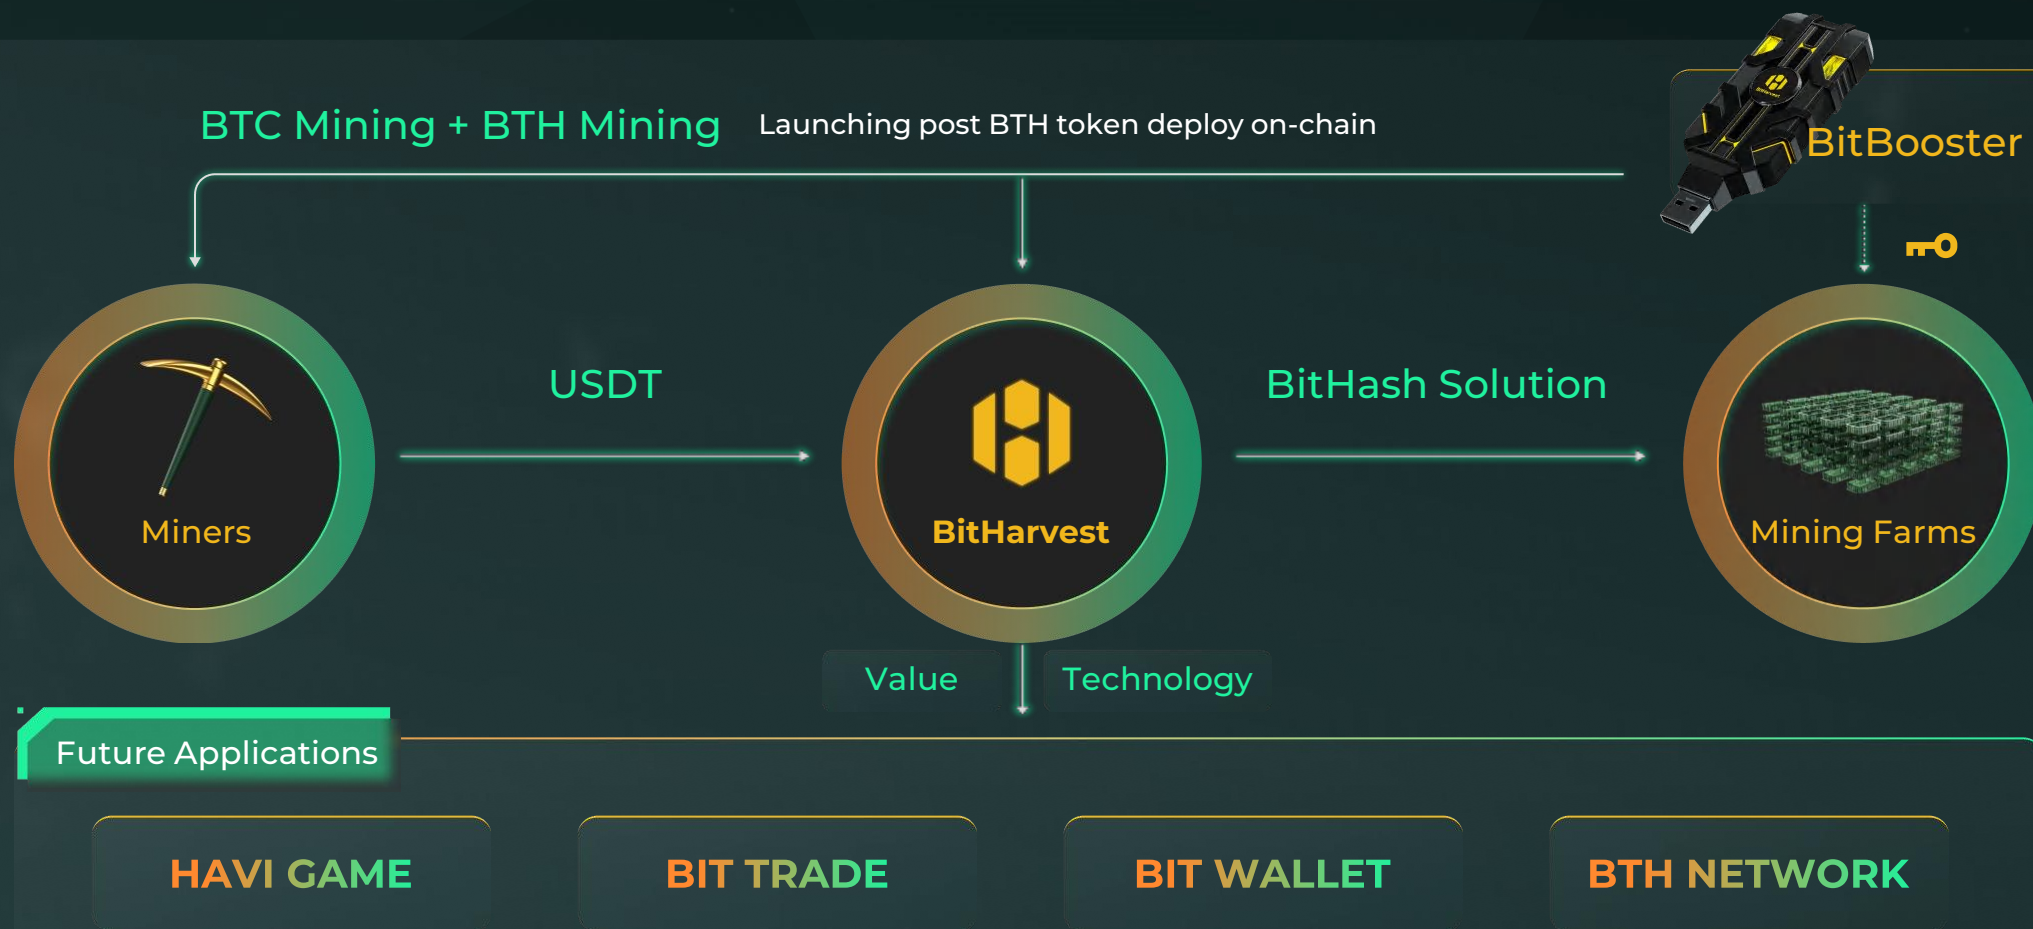 BTC Mining + BTH Mining Launching post BTH token deploy on-chain
BitBooster
USDT
BitHash Solution
Miners
BitHarvest
Mining Farms
Value
Technology
Future Applications
HAVI GAME
BIT TRADE
BIT WALLET
BTH NETWORK